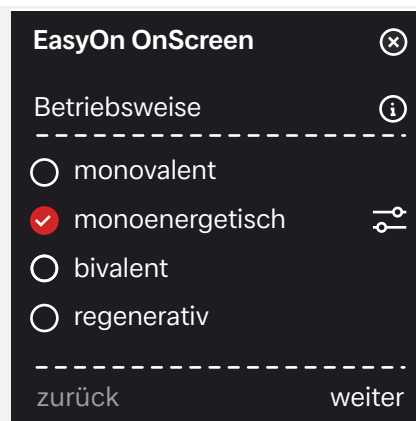 EasyOn OnScreen
Betriebsweise
monovalent
monoenergetisch
bivalent
regenerativ
zurück weiter